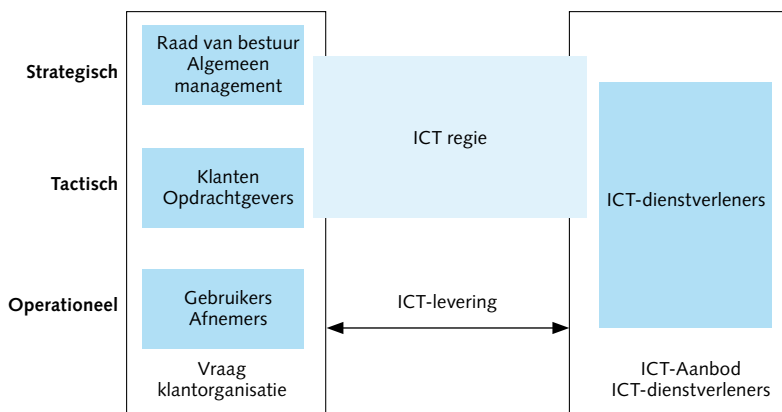 Strategisch
Raad van bestuur
Algemeen
management
ICT regie
Tactisch
Klanten
Opdrachtgevers
ICT-dienstverleners
Operationeel
Gebruikers
Afnemers
ICT-levering
Vraag
klantorganisatie
ICT-Aanbod
ICT-dienstverleners